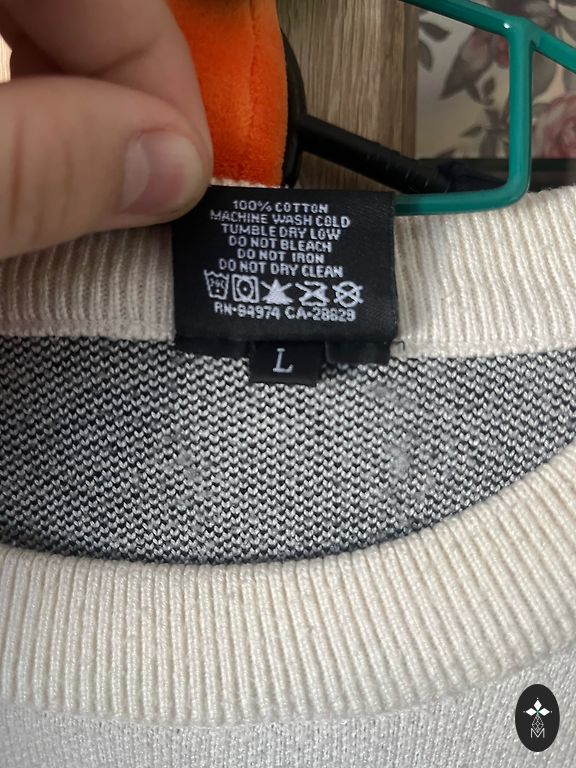 100% COTTON
MACHINE WASH COLD
TUMBLE DRY LOW
DO NOT BLEACH
DO NOT IRON
DO NOT DRY CLEAN
RN-94974 CA-28829
L
M